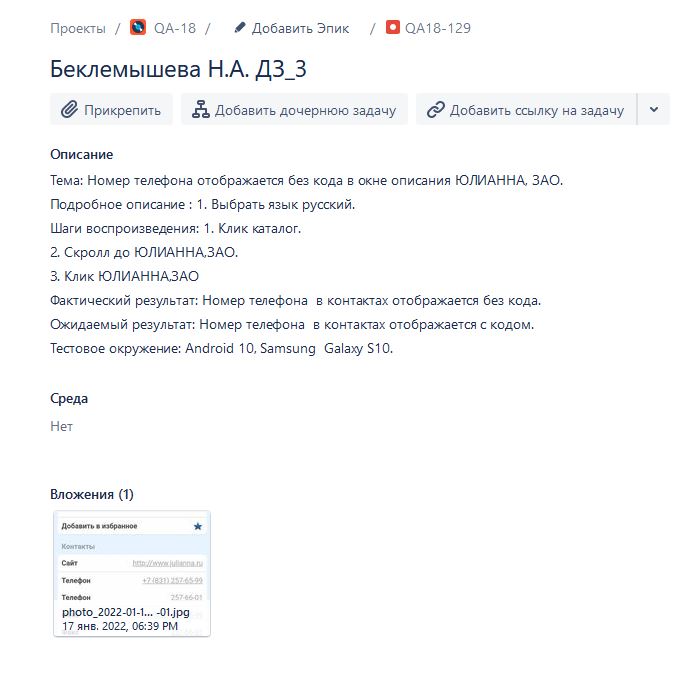 Проекты / QA-18 / Добавить Эпик / QA18-129
Беклемышева Н.А. ДЗ_3
Прикрепить Добавить дочернюю задачу Добавить ссылку на задачу
Описание
Тема: Номер телефона отображается без кода в окне описания ЮЛИАННА, ЗАО.
Подробное описание : 1. Выбрать язык русский.
Шаги воспроизведения: 1. Клик каталог.
2. Скролл до ЮЛИАННА,ЗАО.
3. Клик ЮЛИАННА,ЗАО
Фактический результат: Номер телефона в контактах отображается без кода.
Ожидаемый результат: Номер телефона в контактах отображается с кодом.
Тестовое окружение: Android 10, Samsung Galaxy S10.
Среда
Нет
Вложения (1)
Добавить в избранное
Контакты
Сайт http://www.julianna.ru
Телефон +7 (831) 257-65-99
Телефон 257-66-01
photo_2022-01-1... -01.jpg
17 янв. 2022, 06:39 PM